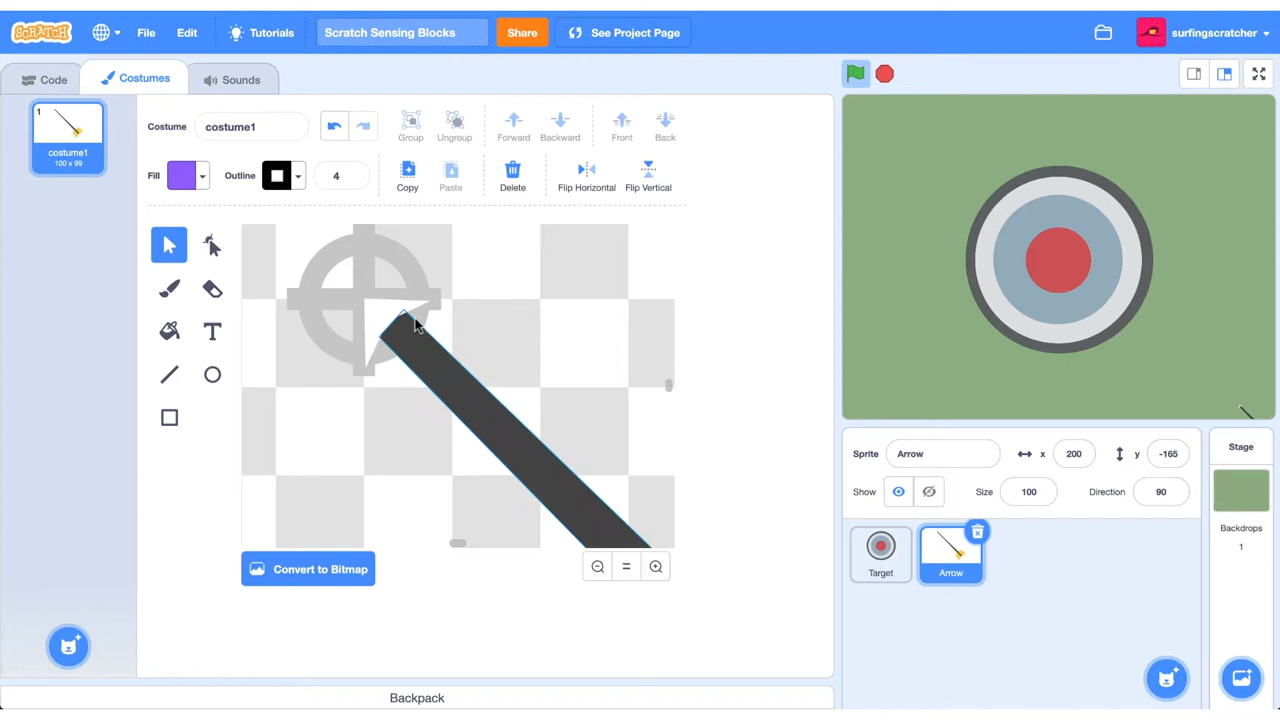 SCRATCH File Edit Tutorials Scratch Sensing Blocks Share See Project Page surfingscratcher
Code Costumes Sounds
1
costume1
100 x 99
Costume costume1 Group Ungroup Forward Backward Front Back
Fill Outline 4 Copy Paste Delete Flip Horizontal Flip Vertical
T
Convert to Bitmap
Sprite Arrow x 200 y -165
Show Size 100 Direction 90
Target
Arrow
Stage
Backdrops
1
Backpack